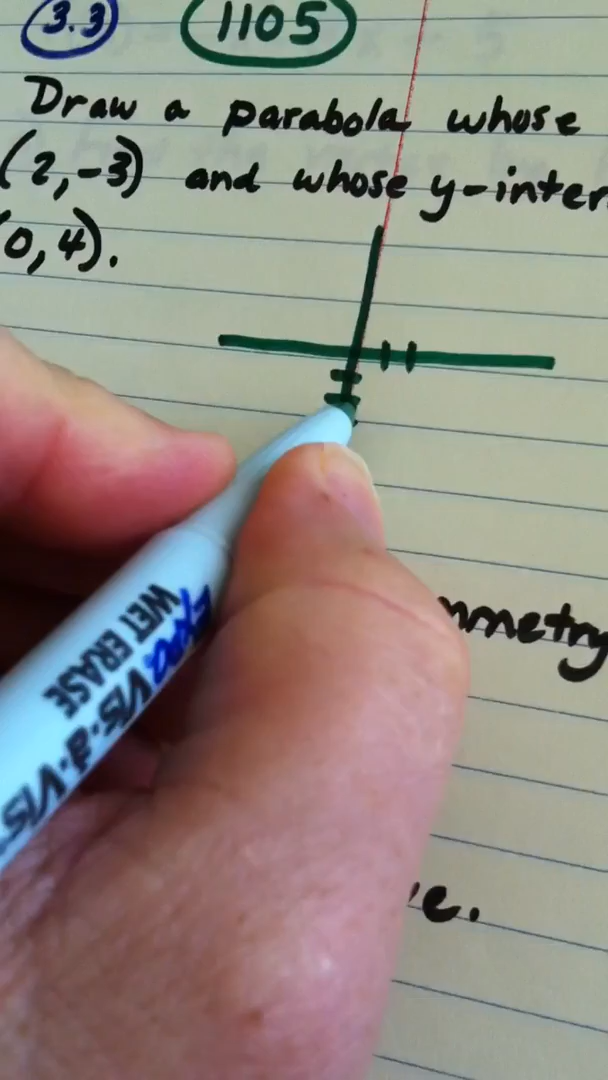 3.3 1105
Draw a parabola whose
(2,-3) and whose y-inter
(0,4).
mmetry
e.
Expo VIS·à·VIS
WET ERASE